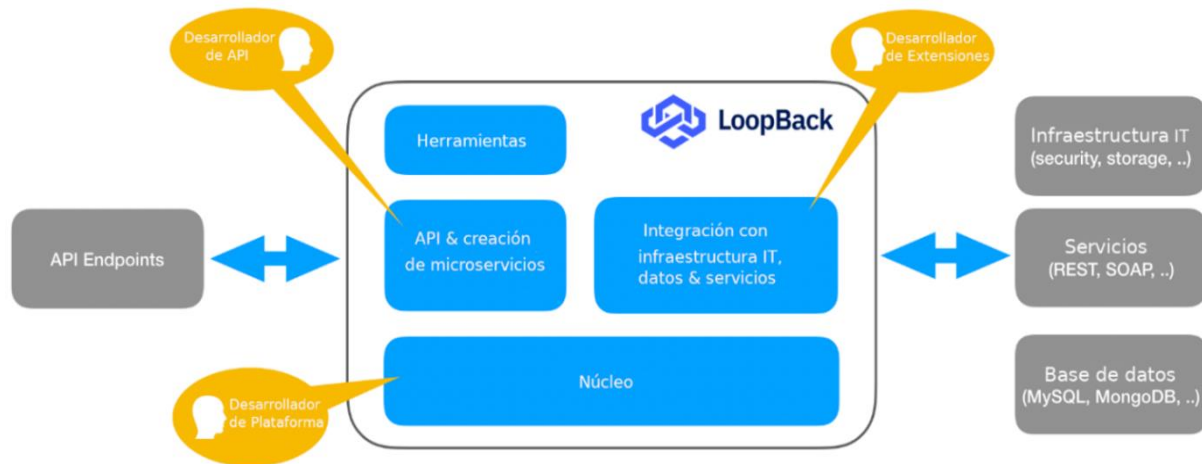 Desarrollador
de API
Desarrollador
de Extensiones
LoopBack
Herramientas
API & creación
de microservicios
Integración con
infraestructura IT,
datos & servicios
Núcleo
Desarrollador
de Plataforma
API Endpoints
Infraestructura IT
(security, storage, ..)
Servicios
(REST, SOAP, ..)
Base de datos
(MySQL, MongoDB, ..)